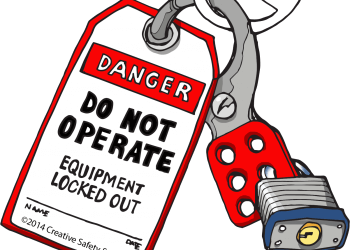 DANGER
DO NOT
OPERATE
EQUIPMENT
LOCKED OUT
NAME DATE
©2014 Creative Safety